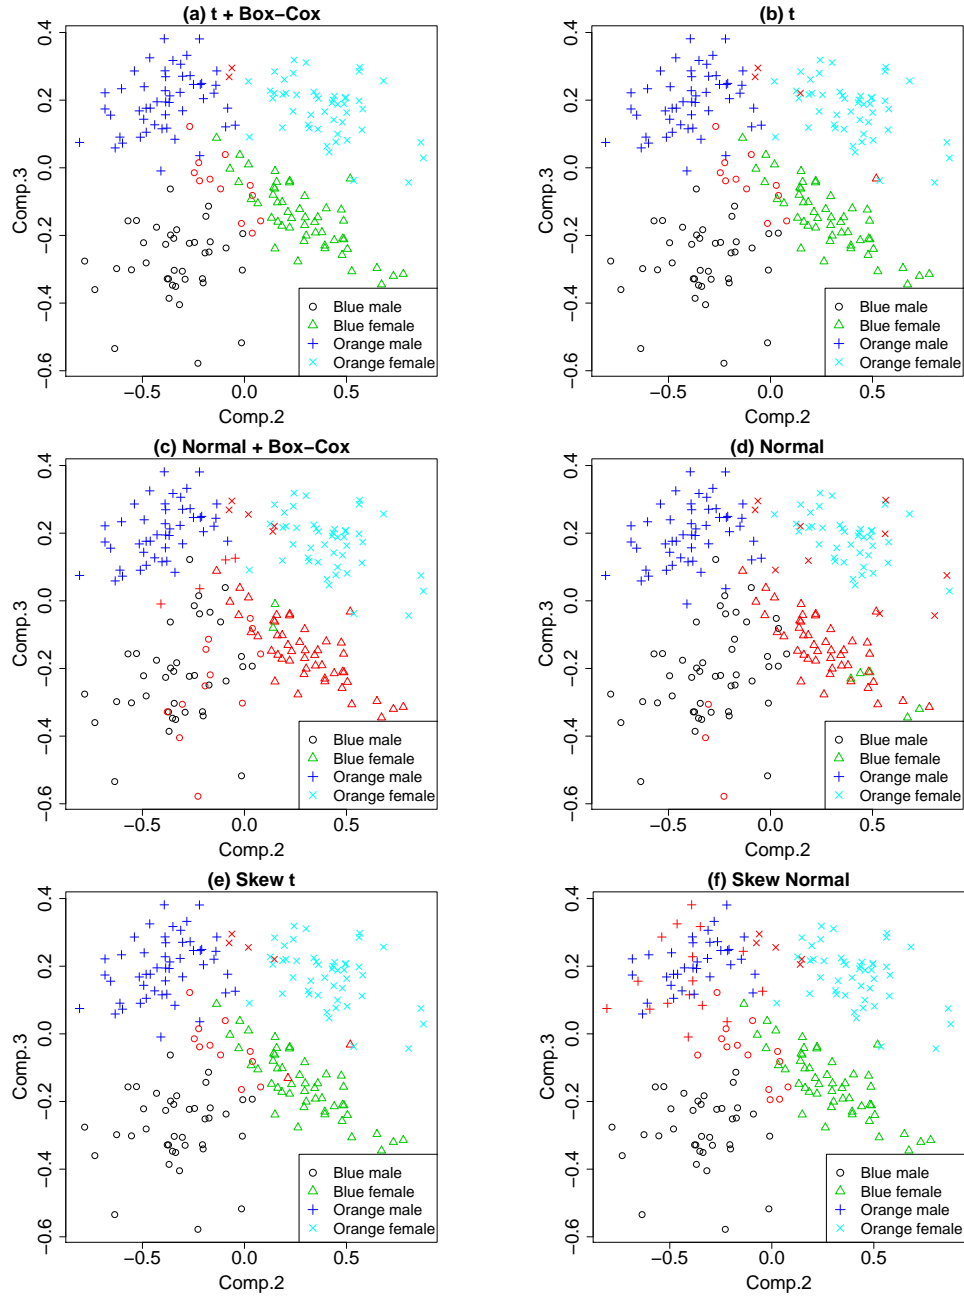 (a) t + Box−Cox
Comp.3
0.4
0.2
0.0
−0.2
−0.4
−0.6
Blue male
Blue female
Orange male
Orange female
−0.5
0.0
0.5
Comp.2
(b) t
Comp.3
0.4
0.2
0.0
−0.2
−0.4
−0.6
Blue male
Blue female
Orange male
Orange female
−0.5
0.0
0.5
Comp.2
(c) Normal + Box−Cox
Comp.3
0.4
0.2
0.0
−0.2
−0.4
−0.6
Blue male
Blue female
Orange male
Orange female
−0.5
0.0
0.5
Comp.2
(d) Normal
Comp.3
0.4
0.2
0.0
−0.2
−0.4
−0.6
Blue male
Blue female
Orange male
Orange female
−0.5
0.0
0.5
Comp.2
(e) Skew t
Comp.3
0.4
0.2
0.0
−0.2
−0.4
−0.6
Blue male
Blue female
Orange male
Orange female
−0.5
0.0
0.5
Comp.2
(f) Skew Normal
Comp.3
0.4
0.2
0.0
−0.2
−0.4
−0.6
Blue male
Blue female
Orange male
Orange female
−0.5
0.0
0.5
Comp.2